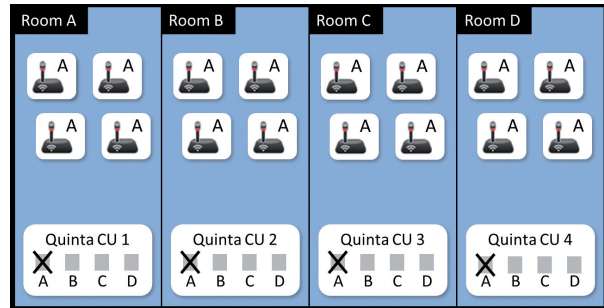 Room A
A A
A A
Quinta CU 1
A B C D
Room B
A A
A A
Quinta CU 2
A B C D
Room C
A A
A A
Quinta CU 3
A B C D
Room D
A A
A A
Quinta CU 4
A B C D